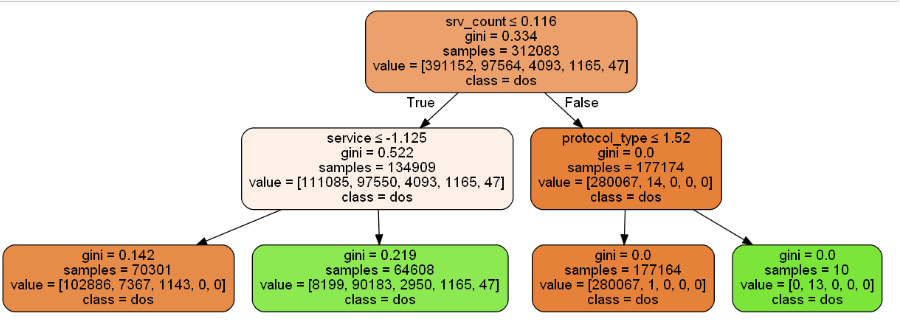 srv_count ≤ 0.116
gini = 0.334
samples = 312083
value = [391152, 97564, 4093, 1165, 47]
class = dos
True
False
service ≤ -1.125
gini = 0.522
samples = 134909
value = [111085, 97550, 4093, 1165, 47]
class = dos
protocol_type ≤ 1.52
gini = 0.0
samples = 177174
value = [280067, 14, 0, 0, 0]
class = dos
gini = 0.142
samples = 70301
value = [102886, 7367, 1143, 0, 0]
class = dos
gini = 0.219
samples = 64608
value = [8199, 90183, 2950, 1165, 47]
class = dos
gini = 0.0
samples = 177164
value = [280067, 1, 0, 0, 0]
class = dos
gini = 0.0
samples = 10
value = [0, 13, 0, 0, 0]
class = dos